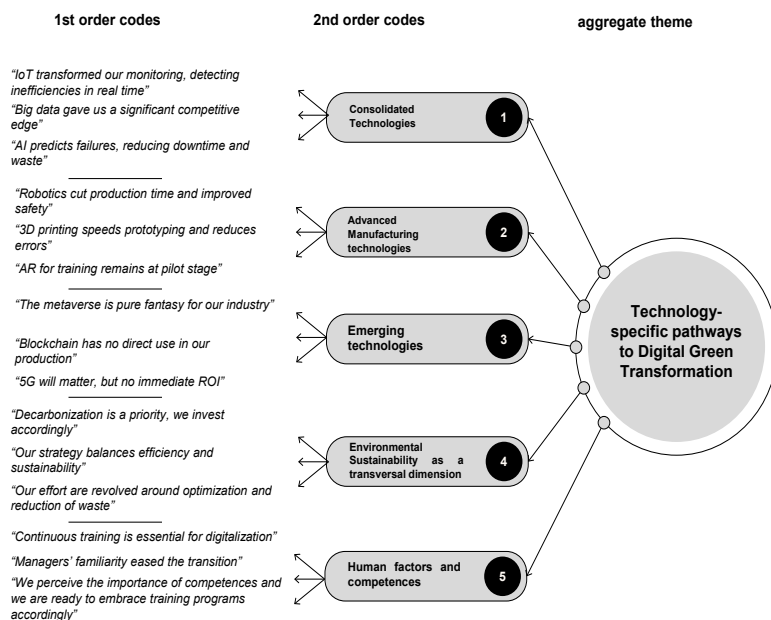 1st order codes
2nd order codes
aggregate theme
“IoT transformed our monitoring, detecting
inefficiencies in real time”
“Big data gave us a significant competitive
edge”
“AI predicts failures, reducing downtime and
waste”
Consolidated
Technologies
1
“Robotics cut production time and improved
safety”
“3D printing speeds prototyping and reduces
errors”
“AR for training remains at pilot stage”
Advanced
Manufacturing
technologies
2
“The metaverse is pure fantasy for our industry”
“Blockchain has no direct use in our
production”
“5G will matter, but no immediate ROI”
Emerging
technologies
3
“Decarbonization is a priority, we invest
accordingly”
“Our strategy balances efficiency and
sustainability”
“Our effort are revolved around optimization and
reduction of waste”
Environmental
Sustainability as a
transversal dimension
4
“Continuous training is essential for digitalization”
“Managers’ familiarity eased the transition”
“We perceive the importance of competences and
we are ready to embrace training programs
accordingly”
Human factors and
competences
5
Technology-
specific pathways
to Digital Green
Transformation